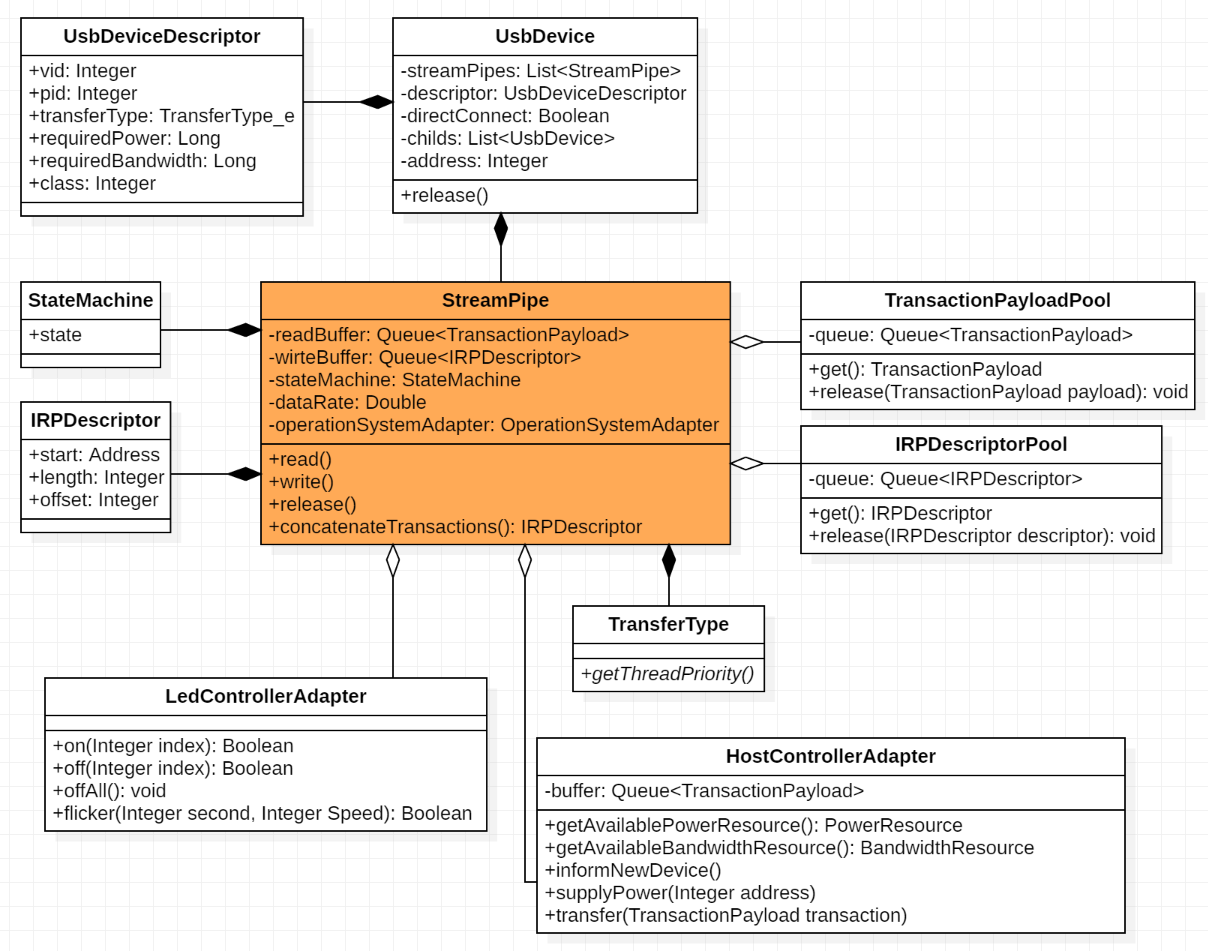 UsbDeviceDescriptor
+vid: Integer
+pid: Integer
+transferType: TransferType_e
+requiredPower: Long
+requiredBandwidth: Long
+class: Integer
UsbDevice
-streamPipes: List<StreamPipe>
-descriptor: UsbDeviceDescriptor
-directConnect: Boolean
-childs: List<UsbDevice>
-address: Integer
+release()
StateMachine
+state
IRPDescriptor
+start: Address
+length: Integer
+offset: Integer
StreamPipe
-readBuffer: Queue<TransactionPayload>
-wirteBuffer: Queue<IRPDescriptor>
-stateMachine: StateMachine
-dataRate: Double
-operationSystemAdapter: OperationSystemAdapter
+read()
+write()
+release()
+concatenateTransactions(): IRPDescriptor
TransactionPayloadPool
-queue: Queue<TransactionPayload>
+get(): TransactionPayload
+release(TransactionPayload payload): void
IRPDescriptorPool
-queue: Queue<IRPDescriptor>
+get(): IRPDescriptor
+release(IRPDescriptor descriptor): void
TransferType
+getThreadPriority()
LedControllerAdapter
+on(Integer index): Boolean
+off(Integer index): Boolean
+offAll(): void
+flicker(Integer second, Integer Speed): Boolean
HostControllerAdapter
-buffer: Queue<TransactionPayload>
+getAvailablePowerResource(): PowerResource
+getAvailableBandwidthResource(): BandwidthResource
+informNewDevice()
+supplyPower(Integer address)
+transfer(TransactionPayload transaction)